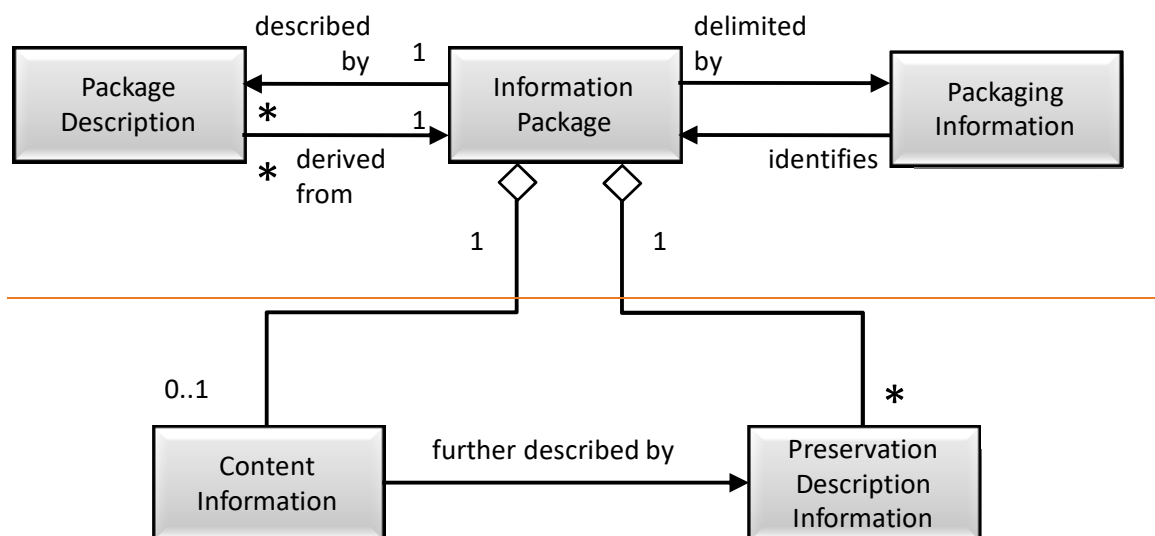 described
by
1
delimited
by
Package
Description
Information
Package
Packaging
Information
*
1
*
derived
from
identifies
1
1
0..1
*
further described by
Content
Information
Preservation
Description
Information